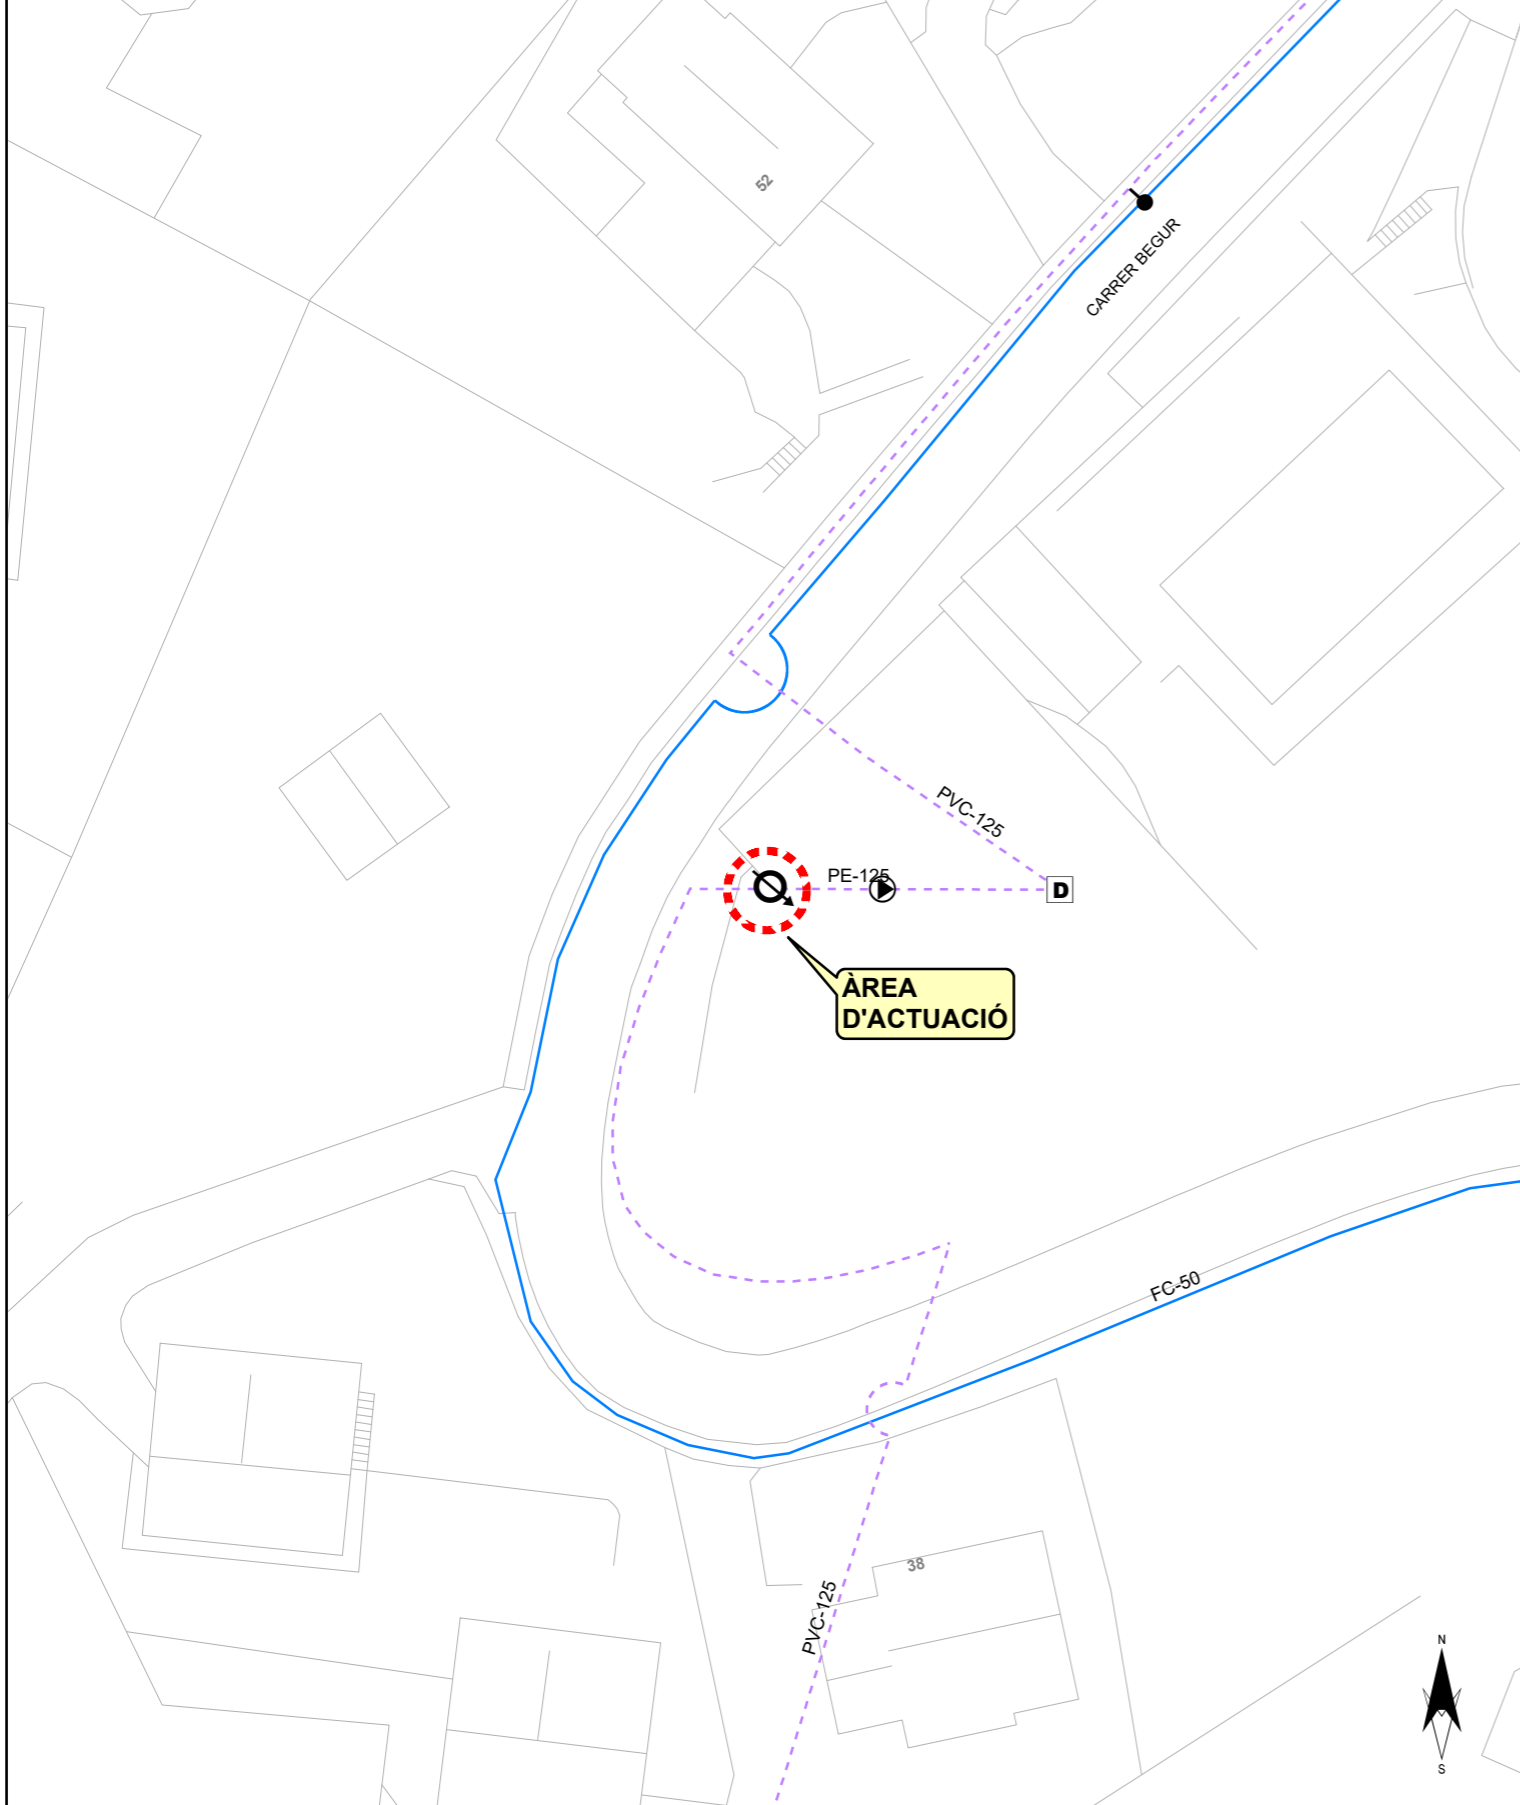 52
CARRER BEGUR
PVC-125
PE-125
D
ÀREA
D'ACTUACIÓ
FC-50
38
PVC-125
N
S